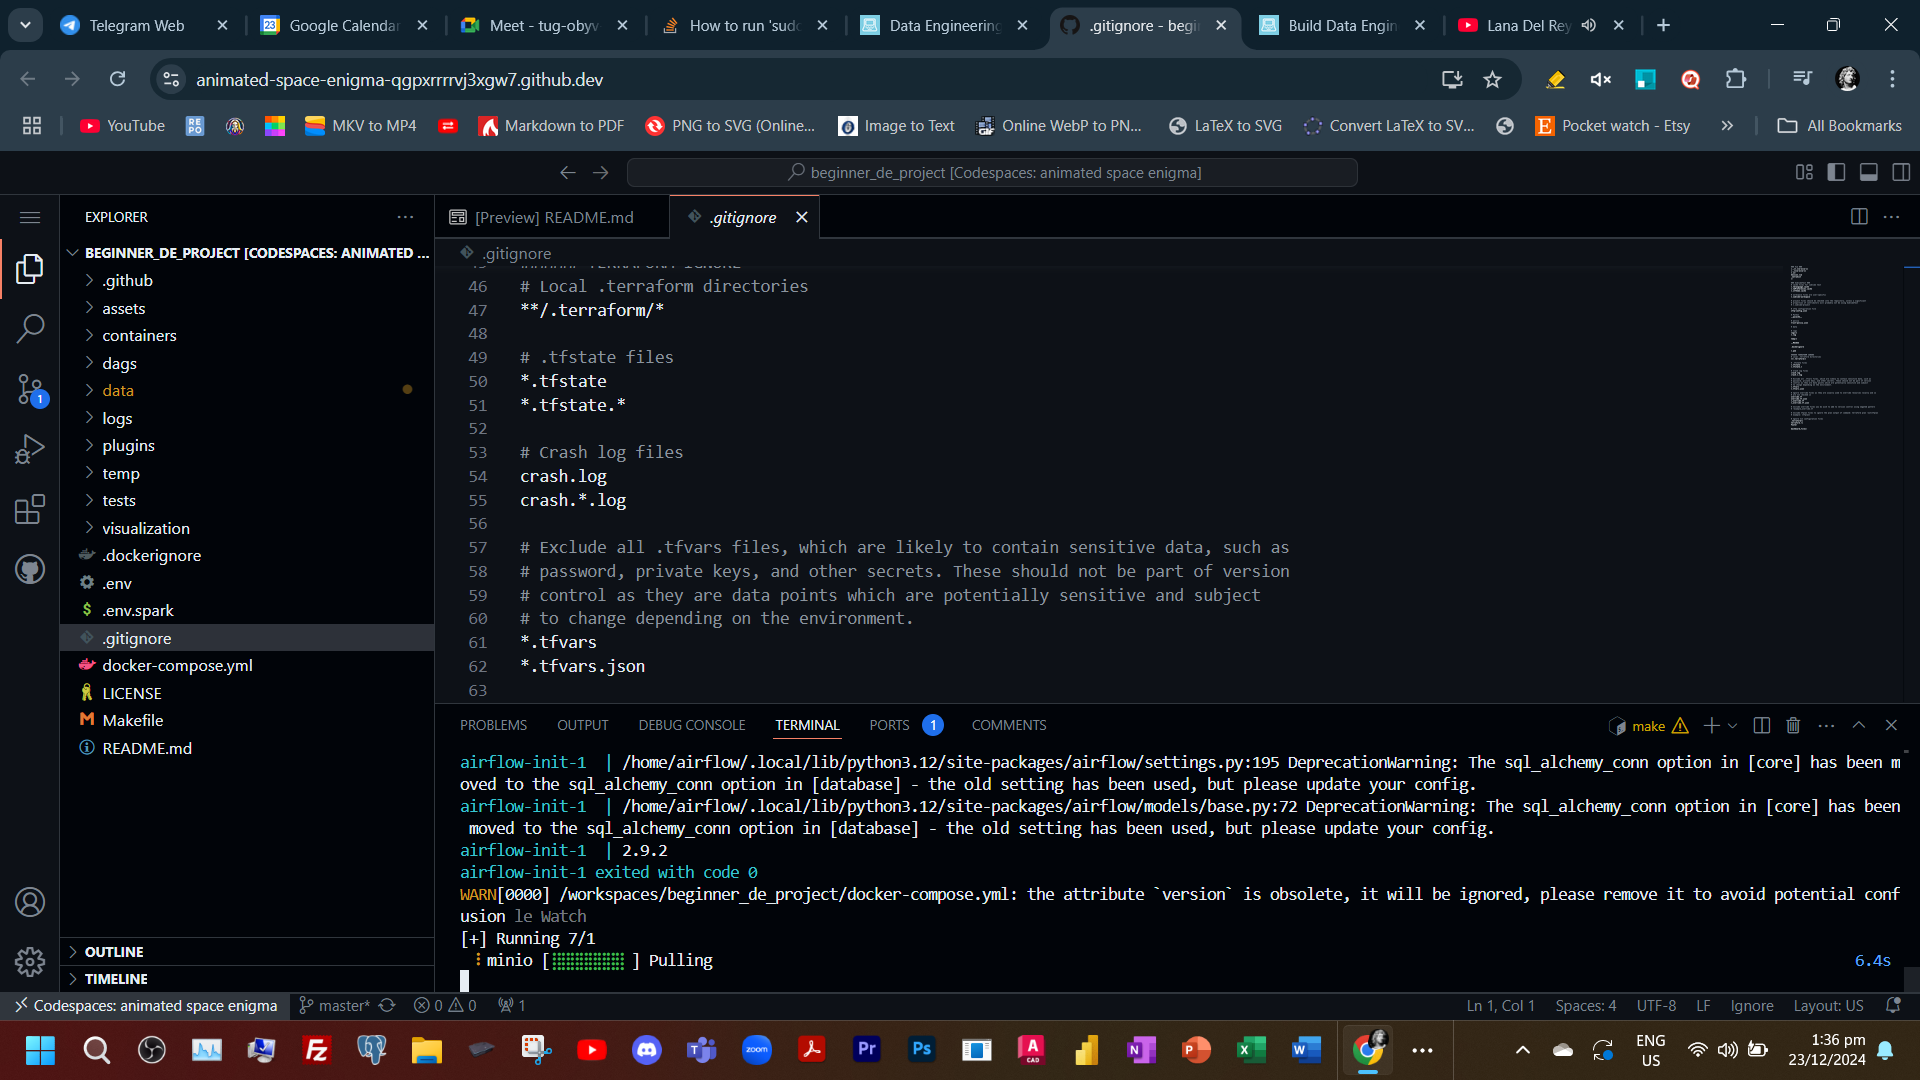 Telegram Web
Google Calendar
23
Meet - tug-obyv
How to run 'sudo
Data Engineering
.gitignore - begi
Build Data Engin
Lana Del Rey
animated-space-enigma-qgpxrrrrvj3xgw7.github.dev
YouTube
RE
PO
MKV to MP4
Markdown to PDF
PNG to SVG (Online...
Image to Text
Online WebP to PN...
LaTeX to SVG
Convert LaTeX to SV...
Pocket watch - Etsy
All Bookmarks
beginner_de_project [Codespaces: animated space enigma]
EXPLORER
[Preview] README.md
.gitignore
BEGINNER_DE_PROJECT [CODESPACES: ANIMATED ...
.github
assets
containers
dags
data
logs
plugins
temp
tests
visualization
.dockerignore
.env
.env.spark
.gitignore
docker-compose.yml
LICENSE
Makefile
README.md
OUTLINE
TIMELINE
1
.gitignore
46 # Local .terraform directories
47 **/.terraform/*
48
49 # .tfstate files
50 *.tfstate
51 *.tfstate.*
52
53 # Crash log files
54 crash.log
55 crash.*.log
56
57 # Exclude all .tfvars files, which are likely to contain sensitive data, such as
58 # password, private keys, and other secrets. These should not be part of version
59 # control as they are data points which are potentially sensitive and subject
60 # to change depending on the environment.
61 *.tfvars
62 *.tfvars.json
63
PROBLEMS OUTPUT DEBUG CONSOLE TERMINAL PORTS 1 COMMENTS
make
airflow-init-1  | /home/airflow/.local/lib/python3.12/site-packages/airflow/settings.py:195 DeprecationWarning: The sql_alchemy_conn option in [core] has been m
oved to the sql_alchemy_conn option in [database] - the old setting has been used, but please update your config.
airflow-init-1  | /home/airflow/.local/lib/python3.12/site-packages/airflow/models/base.py:72 DeprecationWarning: The sql_alchemy_conn option in [core] has been
moved to the sql_alchemy_conn option in [database] - the old setting has been used, but please update your config.
airflow-init-1  | 2.9.2
airflow-init-1 exited with code 0
WARN[0000] /workspaces/beginner_de_project/docker-compose.yml: the attribute `version` is obsolete, it will be ignored, please remove it to avoid potential conf
usion le Watch
[+] Running 7/1
minio [ ] Pulling 6.4s
Codespaces: animated space enigma master* 0 0 1
Ln 1, Col 1 Spaces: 4 UTF-8 LF Ignore Layout: US
zoom
Pr
Ps
A
CAD
ENG
US
1:36 pm
23/12/2024